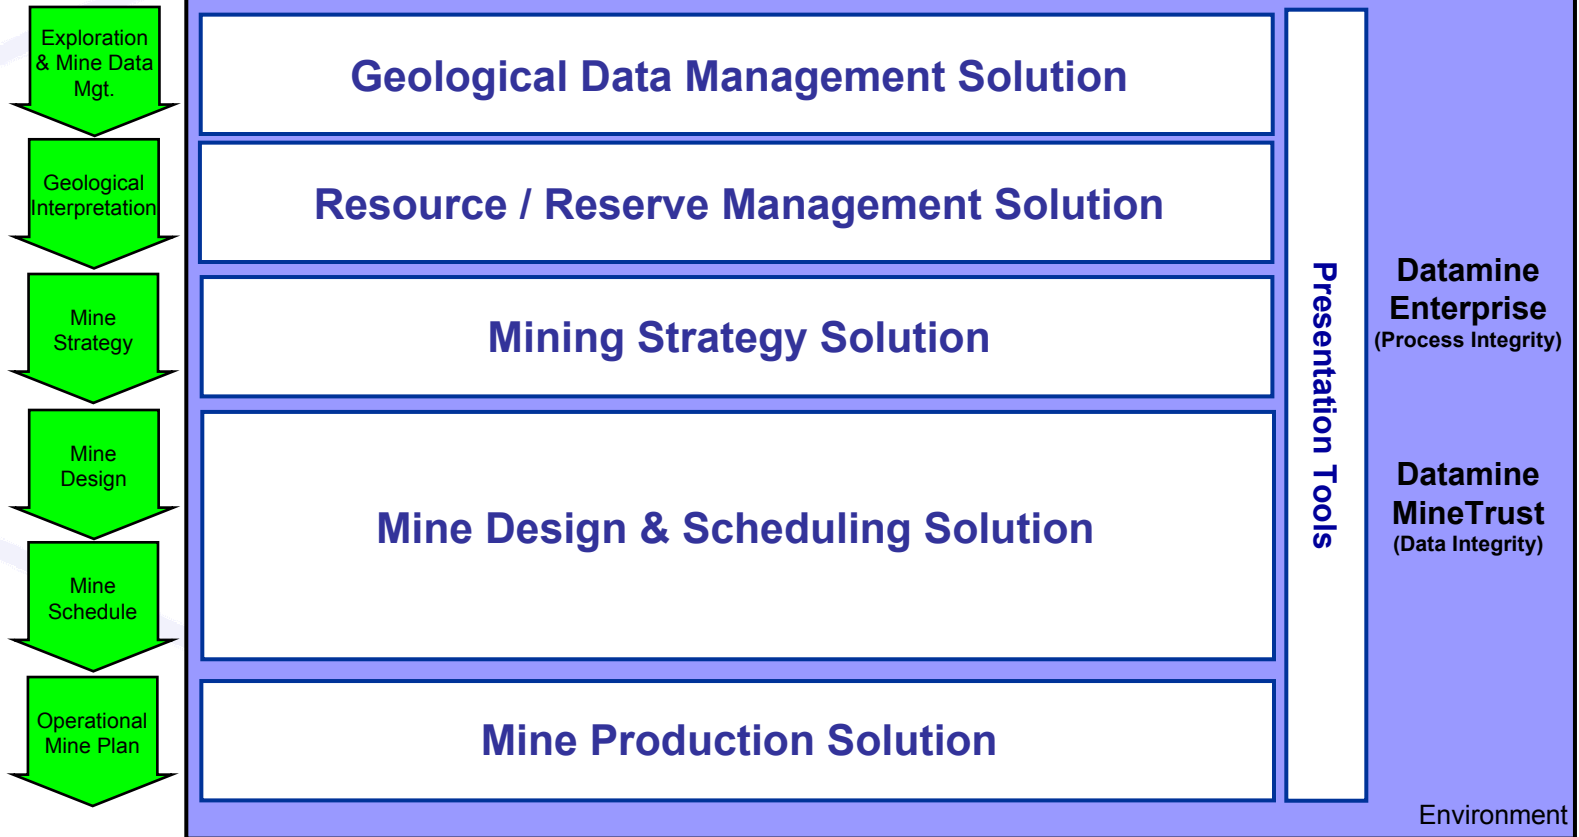 Exploration
& Mine Data
Mgt.
Geological
Interpretation
Mine
Strategy
Mine
Design
Mine
Schedule
Operational
Mine Plan
Geological Data Management Solution
Resource / Reserve Management Solution
Mining Strategy Solution
Mine Design & Scheduling Solution
Mine Production Solution
Presentation Tools
Datamine
Enterprise
(Process Integrity)
Datamine
MineTrust
(Data Integrity)
Environment